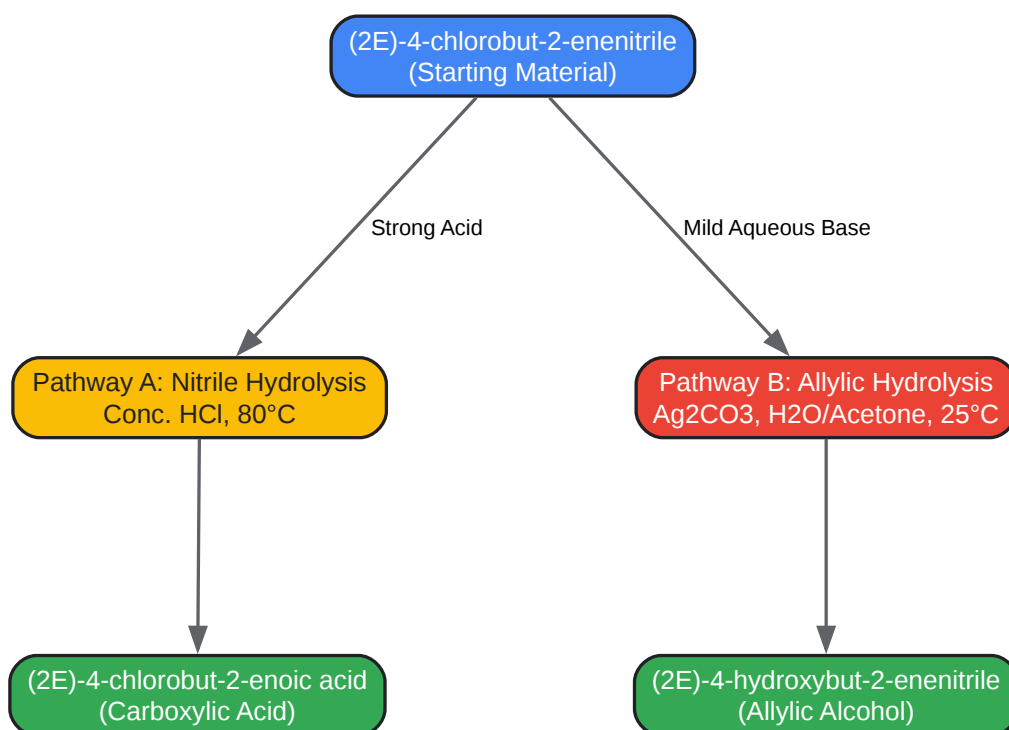 (2E)-4-chlorobut-2-enenitrile
(Starting Material)
Strong Acid
Mild Aqueous Base
Pathway A: Nitrile Hydrolysis
Conc. HCl, 80°C
Pathway B: Allylic Hydrolysis
Ag2CO3, H2O/Acetone, 25°C
(2E)-4-chlorobut-2-enoic acid
(Carboxylic Acid)
(2E)-4-hydroxybut-2-enenitrile
(Allylic Alcohol)